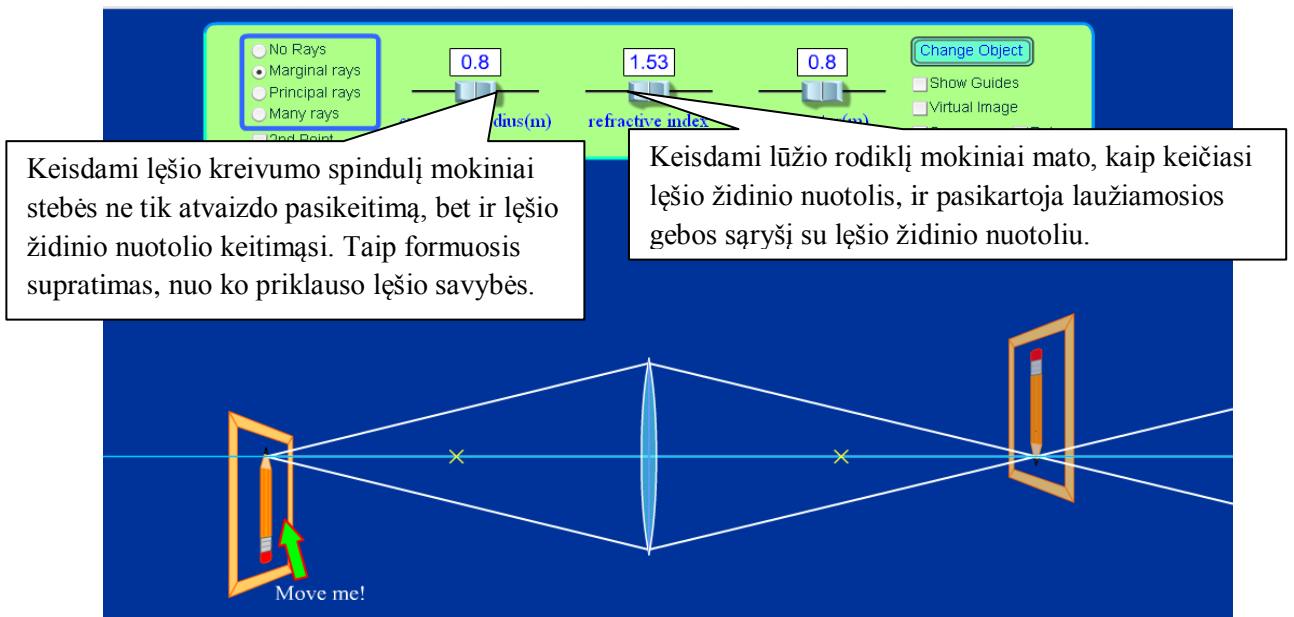 No Rays
Marginal rays
Principal rays
Many rays
2nd Point
0.8
dius(m)
1.53
refractive index
0.8
(m)
Change Object
Show Guides
Virtual Image
Keisdami lęšio kreivumo spindulį mokiniai
stebės ne tik atvaizdo pasikeitimą, bet ir lęšio
židinio nuotolio keitimąsi. Taip formuosis
supratimas, nuo ko priklauso lęšio savybės.
Keisdami lūžio rodiklį mokiniai mato, kaip keičiasi
lęšio židinio nuotolis, ir pasikartoja laužiamosios
gebos sąryšį su lęšio židinio nuotoliu.
Move me!